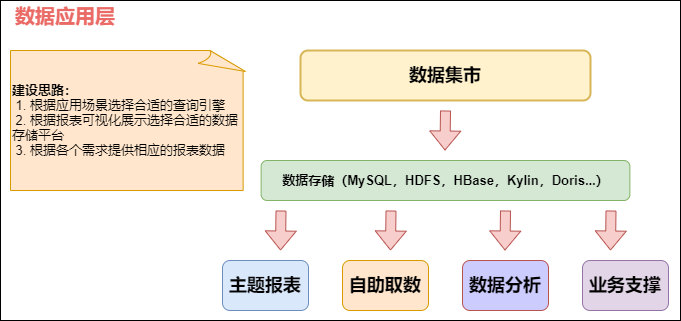 数据应用层
建设思路：
1. 根据应用场景选择合适的查询引擎
2. 根据报表可视化展示选择合适的数据
存储平台
3. 根据各个需求提供相应的报表数据
数据集市
数据存储（MySQL，HDFS，HBase，Kylin，Doris...）
主题报表
自助取数
数据分析
业务支撑